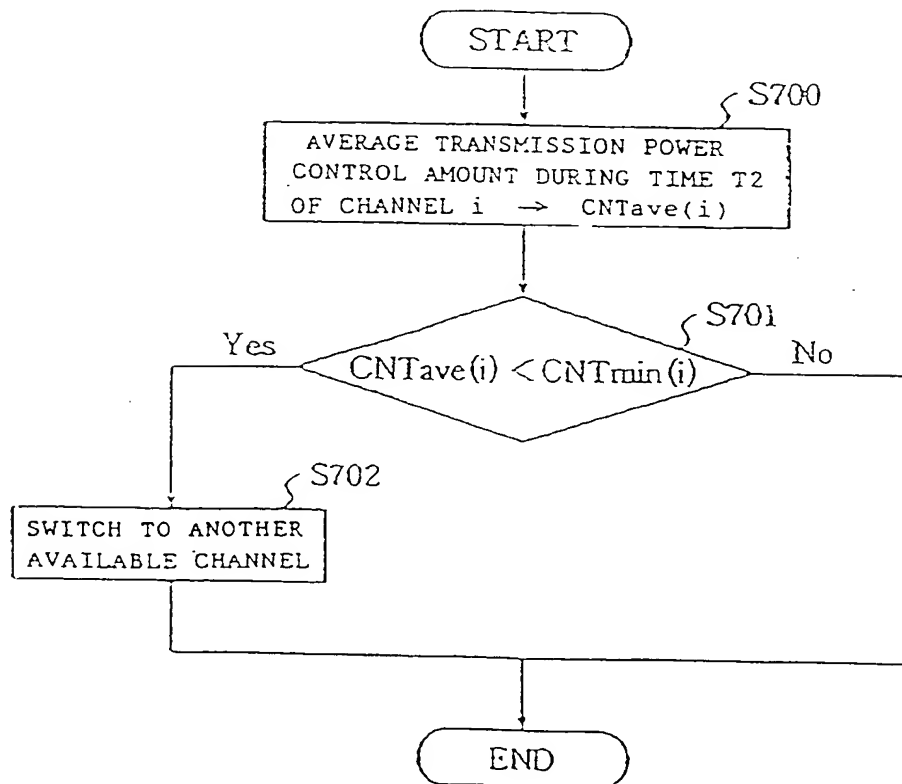 START
S700
AVERAGE TRANSMISSION POWER
CONTROL AMOUNT DURING TIME T2
OF CHANNEL i → CNTave(i)
S701
Yes
CNTave(i) < CNTmin(i)
No
S702
SWITCH TO ANOTHER
AVAILABLE CHANNEL
END